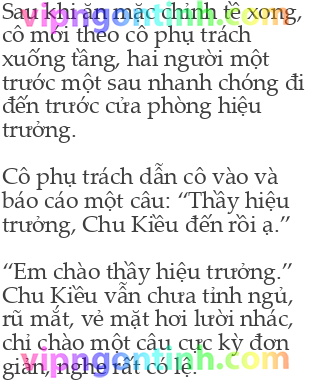 Sau khi ăn mặc chỉnh tề xong,
cô mới theo cô phụ trách
xuống tầng, hai người một
trước một sau nhanh chóng đi
đến trước cửa phòng hiệu
trưởng.
Cô phụ trách dẫn cô vào và
báo cáo một câu: “Thầy hiệu
trưởng, Chu Kiều đến rồi ạ.”
“Em chào thầy hiệu trưởng.”
Chu Kiều vẫn chưa tỉnh ngủ,
rũ mắt, vẻ mặt hơi lười nhác,
chỉ chào một câu cực kỳ đơn
giản, nghe rất có lệ.
vipngontinh.com
vipngontinh.com